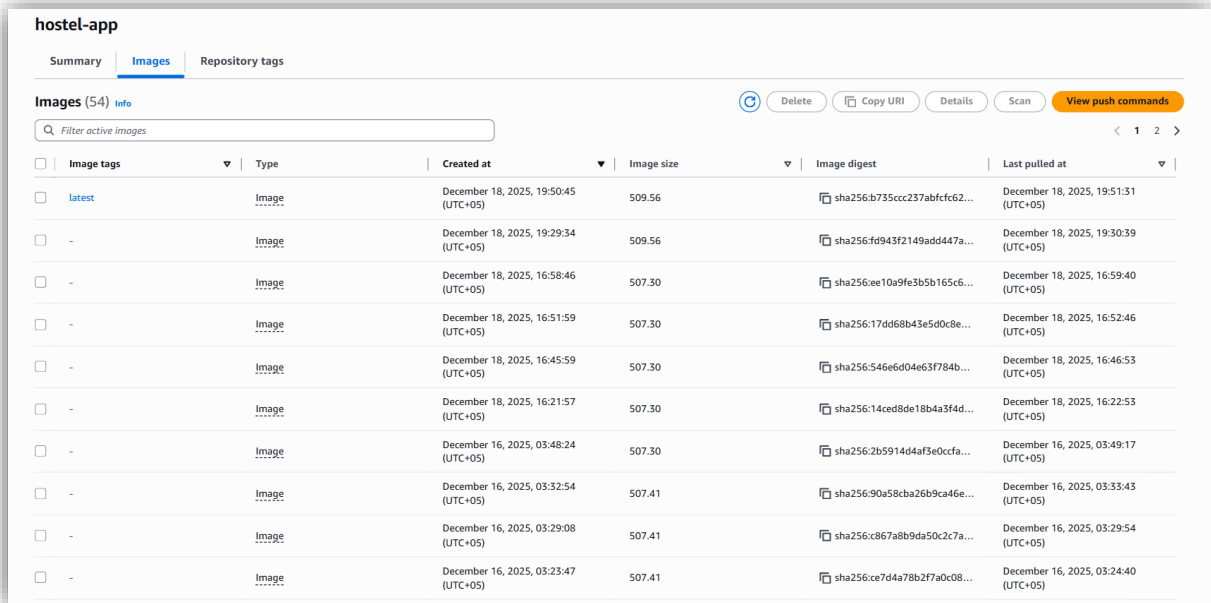 hostel-app
Summary Images Repository tags
Images (54) Info Delete Copy URI Details Scan View push commands
Filter active images 1 2
Image tags Type Created at Image size Image digest Last pulled at
latest Image December 18, 2025, 19:50:45 (UTC+05) 509.56 sha256:b735ccc237abfcfc62... December 18, 2025, 19:51:31 (UTC+05)
- Image December 18, 2025, 19:29:34 (UTC+05) 509.56 sha256:fd943f2149add447a... December 18, 2025, 19:30:39 (UTC+05)
- Image December 18, 2025, 16:58:46 (UTC+05) 507.30 sha256:ee10a9fe3b5b165c6... December 18, 2025, 16:59:40 (UTC+05)
- Image December 18, 2025, 16:51:59 (UTC+05) 507.30 sha256:17dd68b43e5d0c8e... December 18, 2025, 16:52:46 (UTC+05)
- Image December 18, 2025, 16:45:59 (UTC+05) 507.30 sha256:546e6d04e63f784b... December 18, 2025, 16:46:53 (UTC+05)
- Image December 18, 2025, 16:21:57 (UTC+05) 507.30 sha256:14ced8de18b4a3f4d... December 18, 2025, 16:22:53 (UTC+05)
- Image December 16, 2025, 03:48:24 (UTC+05) 507.30 sha256:2b5914d4af3e0ccfa... December 16, 2025, 03:49:17 (UTC+05)
- Image December 16, 2025, 03:32:54 (UTC+05) 507.41 sha256:90a58cba26b9ca46e... December 16, 2025, 03:33:43 (UTC+05)
- Image December 16, 2025, 03:29:08 (UTC+05) 507.41 sha256:c867a8b9da50c2c7a... December 16, 2025, 03:29:54 (UTC+05)
- Image December 16, 2025, 03:23:47 (UTC+05) 507.41 sha256:ce7d4a78b2f7a0c08... December 16, 2025, 03:24:40 (UTC+05)